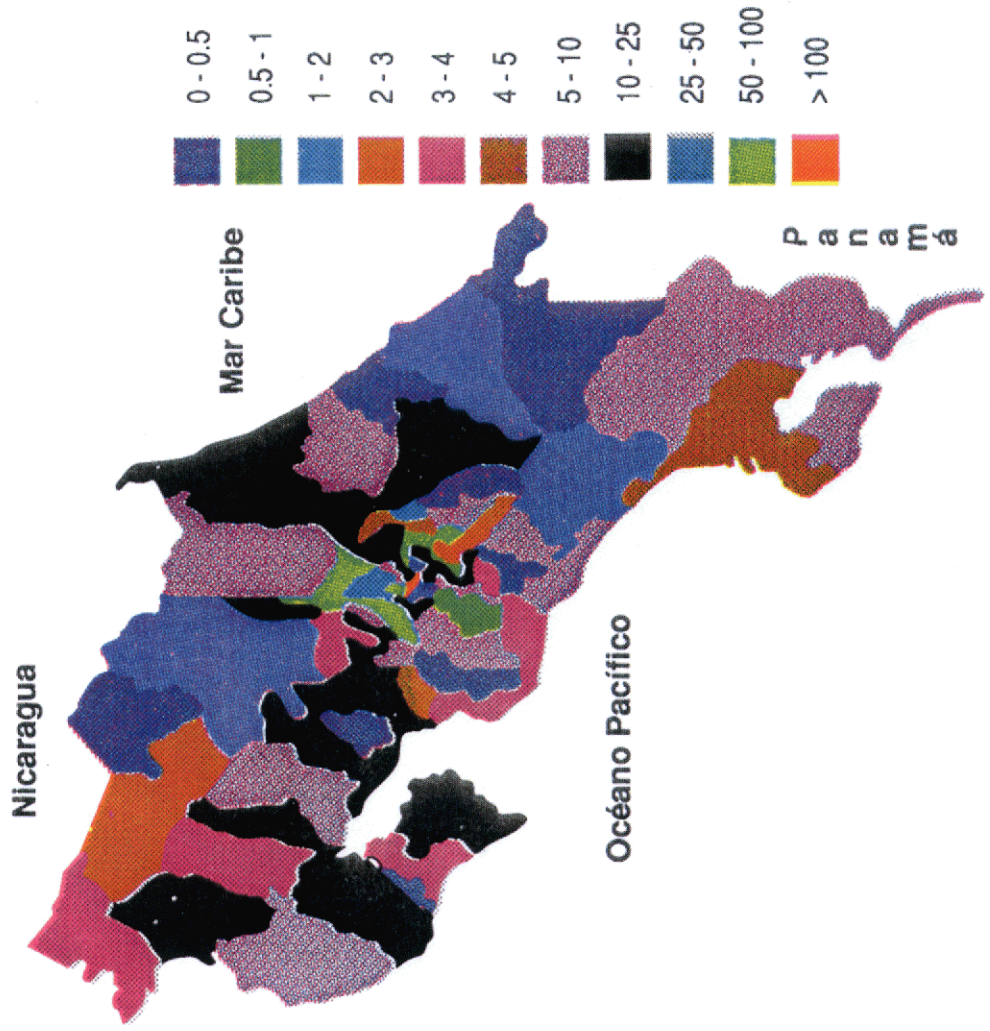 Nicaragua
Mar Caribe
Océano Pacífico
Panamá
0 - 0.5
0.5 - 1
1 - 2
2 - 3
3 - 4
4 - 5
5 - 10
10 - 25
25 - 50
50 - 100
> 100